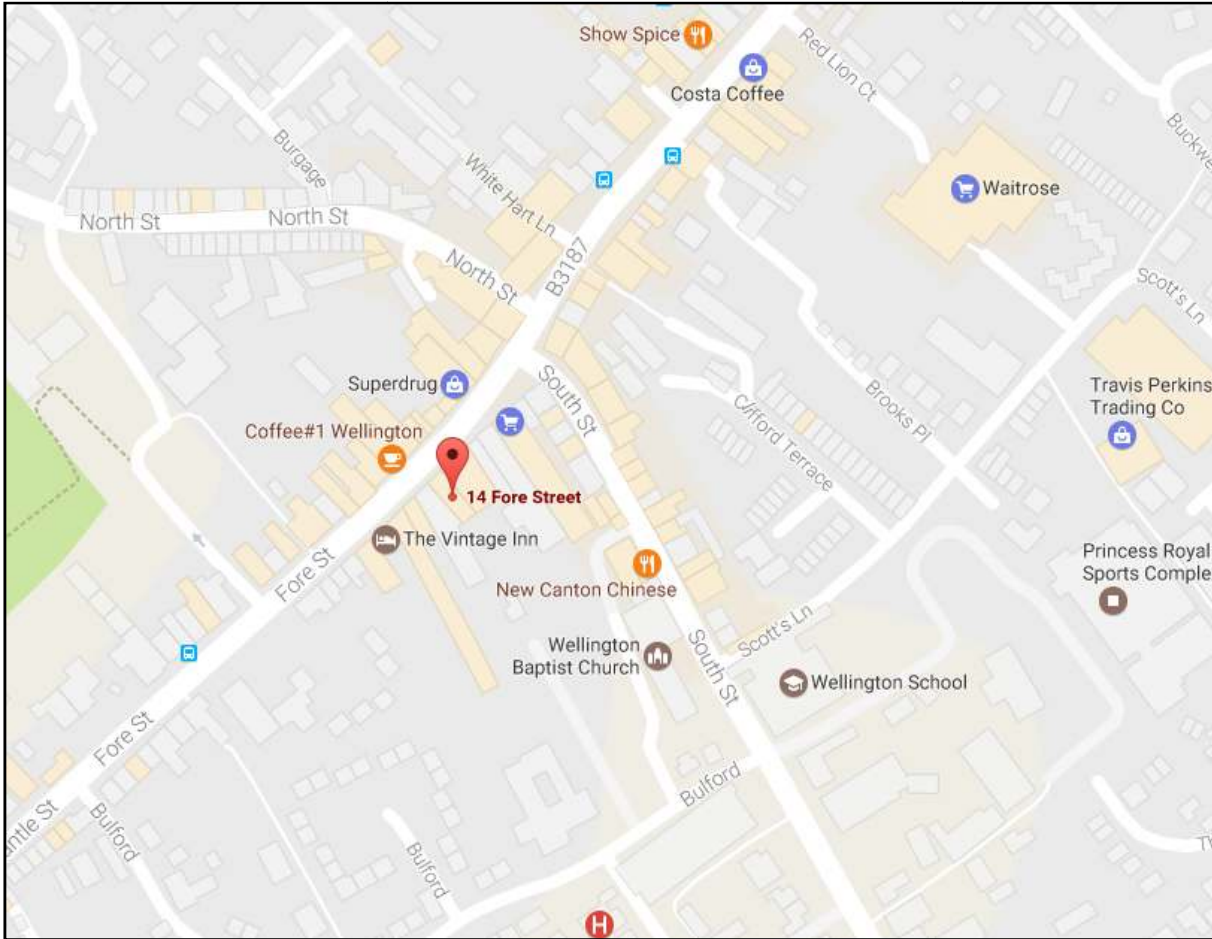 Show Spice
Costa Coffee
Red Lion Ct
Burgage
White Hart Ln
Waitrose
North St
North St
North St
B3187
Scott's Ln
Superdrug
South St
Clifford Terrace
Brooks Pl
Travis Perkins
Trading Co
Coffee#1 Wellington
14 Fore Street
The Vintage Inn
Fore St
New Canton Chinese
Princess Royal
Sports Comple
Wellington
Baptist Church
South St
Scott's Ln
Wellington School
Fore St
Bulford
Bulford
Bulford
H